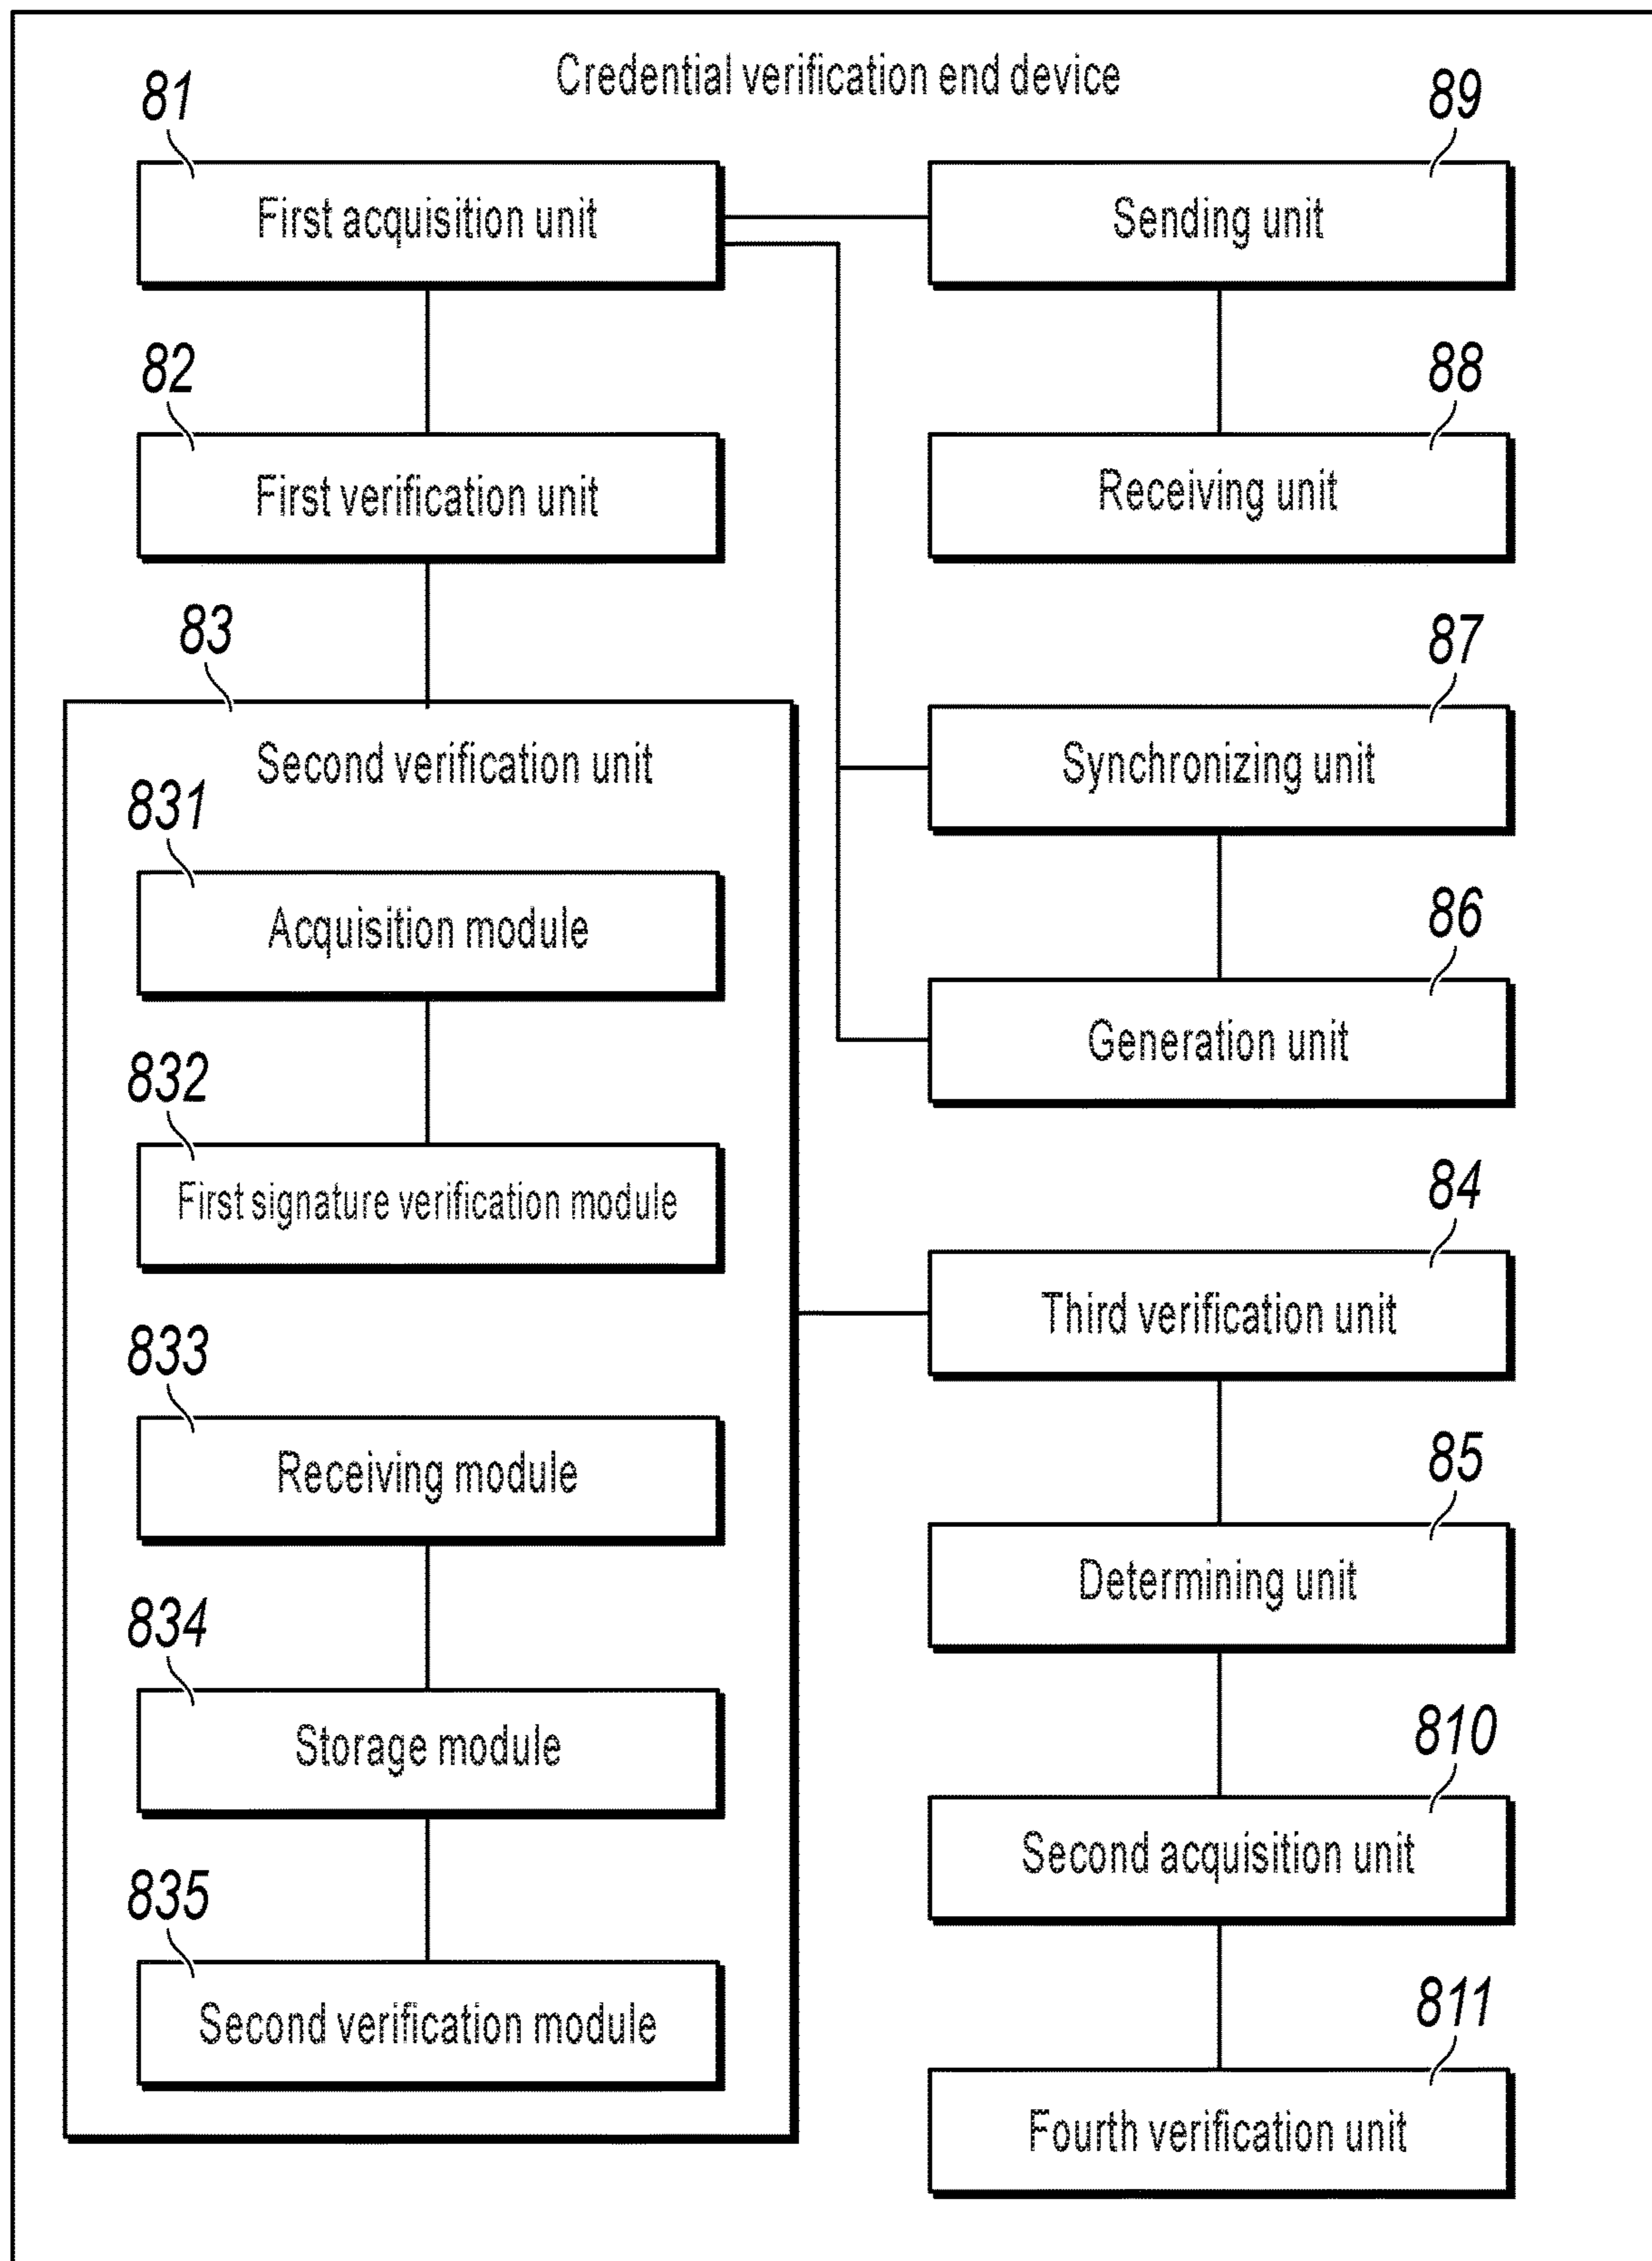 Credential verification end device
81
First acquisition unit
82
First verification unit
83
Second verification unit
831
Acquisition module
832
First signature verification module
833
Receiving module
834
Storage module
835
Second verification module
89
Sending unit
88
Receiving unit
87
Synchronizing unit
86
Generation unit
84
Third verification unit
85
Determining unit
810
Second acquisition unit
811
Fourth verification unit